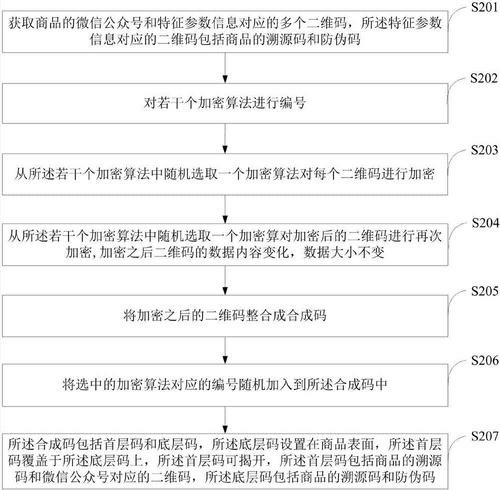 S201
获取商品的微信公众号和特征参数信息对应的多个二维码，所述特征参数
信息对应的二维码包括商品的溯源码和防伪码
S202
对若干个加密算法进行编号
S203
从所述若干个加密算法中随机选取一个加密算法对每个二维码进行加密
S204
从所述若干个加密算法中随机选取一个加密算对加密后的二维码进行再次
加密,加密之后二维码的数据内容变化，数据大小不变
S205
将加密之后的二维码整合成合成码
S206
将选中的加密算法对应的编号随机加入到所述合成码中
S207
所述合成码包括首层码和底层码，所述底层码设置在商品表面，所述首层
码覆盖于所述底层码上，所述首层码可揭开，所述首层码包括商品的溯源
码和微信公众号对应的二维码，所述底层码包括商品的溯源码和防伪码